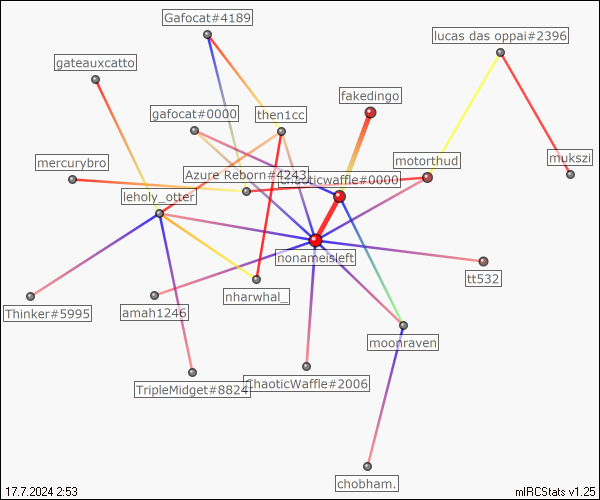 Gafocat#4189
lucas das oppai#2396
gateauxcatto
fakedingo
gafocat#0000
then1cc
mercurybro
motorthud
mukszi
Azure Reborn#4243
chaoticwaffle#0000
leholy_otter
nonameisleft
tt532
nharwhal_
Thinker#5995
amah1246
moonraven
TripleMidget#8824
ChaoticWaffle#2006
chobham.
17.7.2024 2:53
mIRCStats v1.25